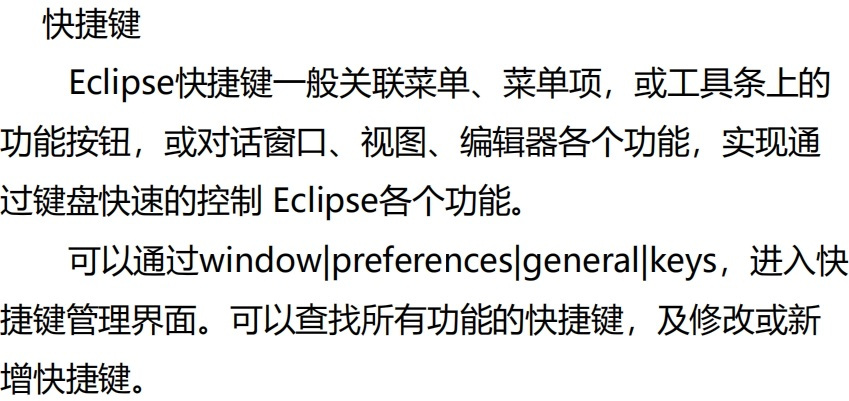 快捷键
Eclipse快捷键一般关联菜单、菜单项，或工具条上的
功能按钮，或对话窗口、视图、编辑器各个功能，实现通
过键盘快速的控制 Eclipse各个功能。
可以通过window|preferences|general|keys，进入快
捷键管理界面。可以查找所有功能的快捷键，及修改或新
增快捷键。